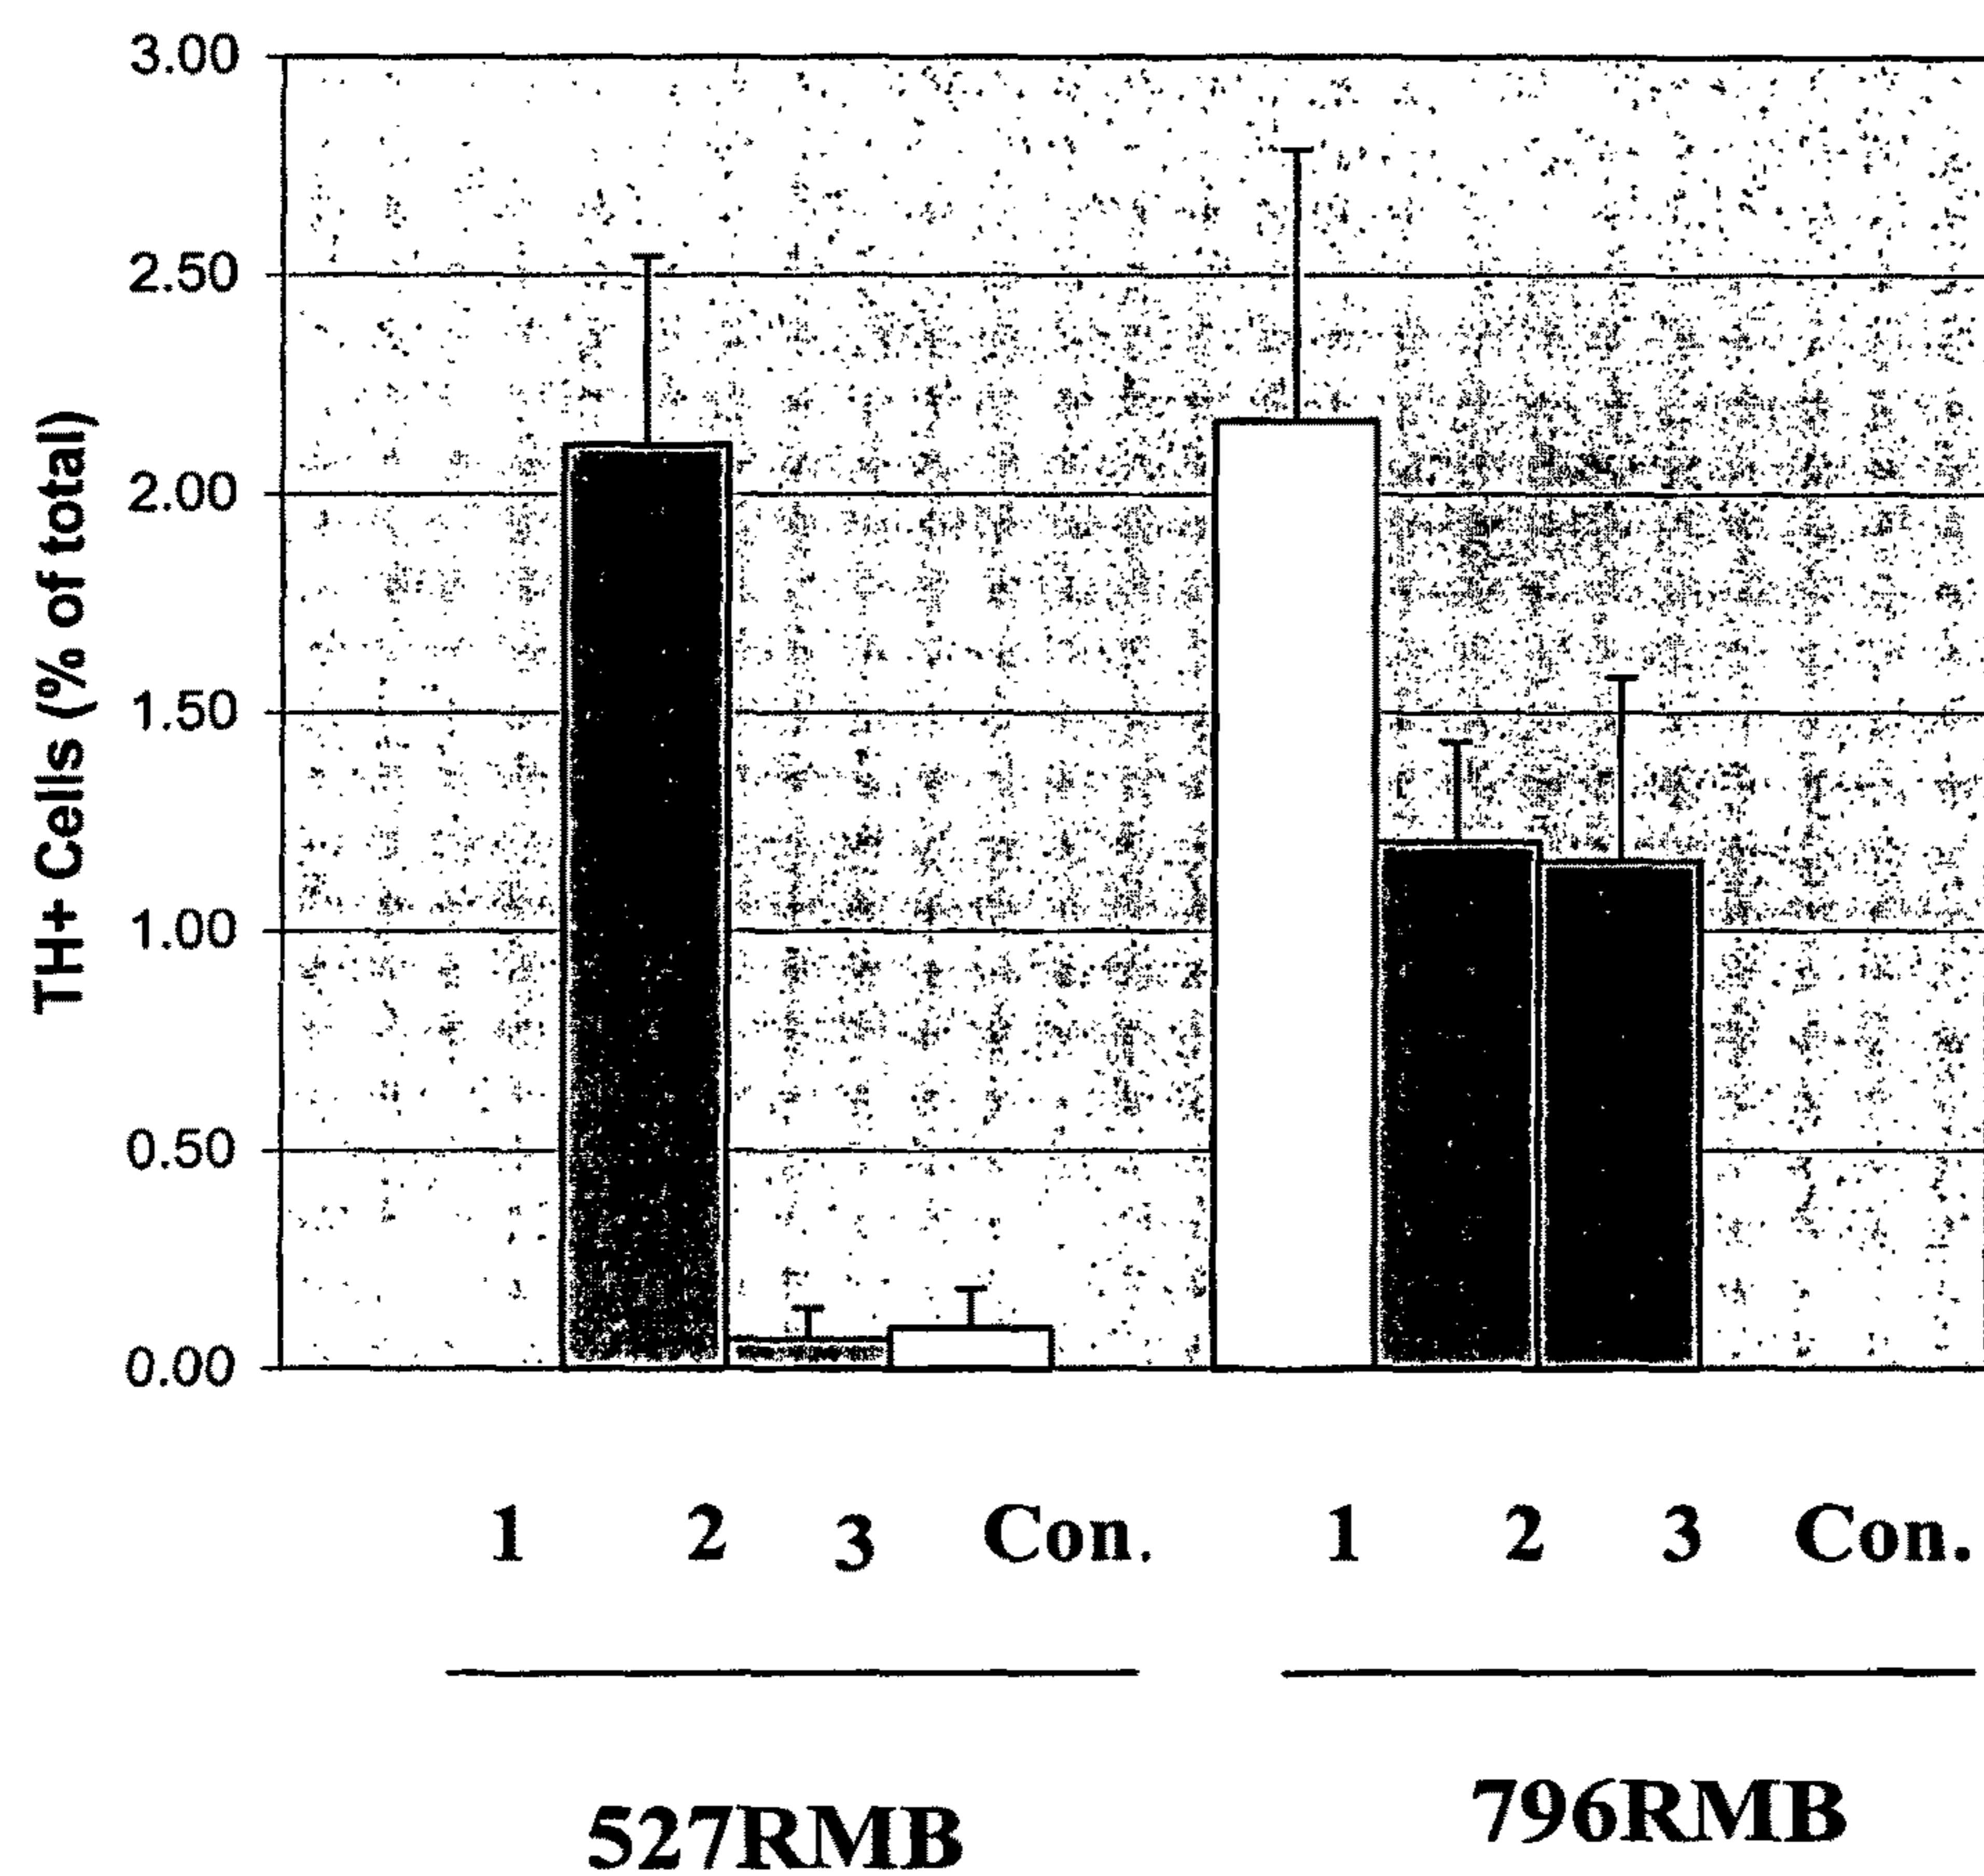 3.00
2.50
2.00
1.50
1.00
0.50
0.00
TH+ Cells (% of total)
1 2 3 Con. 1 2 3 Con.
527RMB 796RMB